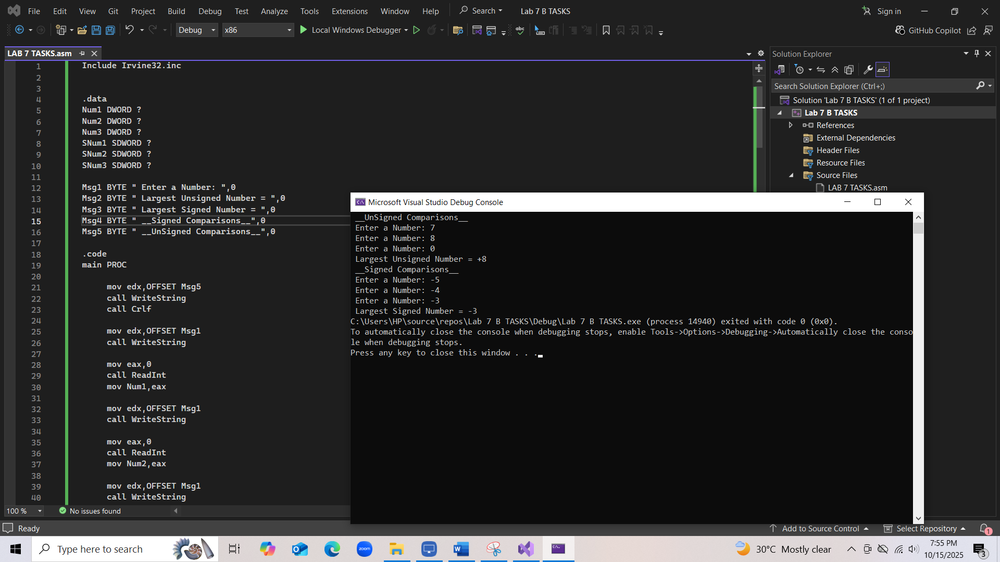 File Edit View Git Project Build Debug Test Analyze Tools Extensions Window Help Search Lab 7 B TASKS Sign in
Debug x86 Local Windows Debugger abc GitHub Copilot
LAB 7 TASKS.asm
1 Include Irvine32.inc
2
3
4 .data
5 Num1 DWORD ?
6 Num2 DWORD ?
7 Num3 DWORD ?
8 SNum1 SDWORD ?
9 SNum2 SDWORD ?
10 SNum3 SDWORD ?
11
12 Msg1 BYTE " Enter a Number: ",0
13 Msg2 BYTE " Largest Unsigned Number = ",0
14 Msg3 BYTE " Largest Signed Number = ",0
15 Msg4 BYTE " __Signed Comparisons__",0
16 Msg5 BYTE " __UnSigned Comparisons__",0
17
18 .code
19 main PROC
20
21 mov edx,OFFSET Msg5
22 call WriteString
23 call Crlf
24
25 mov edx,OFFSET Msg1
26 call WriteString
27
28 mov eax,0
29 call ReadInt
30 mov Num1,eax
31
32 mov edx,OFFSET Msg1
33 call WriteString
34
35 mov eax,0
36 call ReadInt
37 mov Num2,eax
38
39 mov edx,OFFSET Msg1
40 call WriteString
100 % No issues found
Solution Explorer
Search Solution Explorer (Ctrl+;)
Solution 'Lab 7 B TASKS' (1 of 1 project)
Lab 7 B TASKS
References
External Dependencies
Header Files
Resource Files
Source Files
LAB 7 TASKS.asm
Microsoft Visual Studio Debug Console
__UnSigned Comparisons__
Enter a Number: 7
Enter a Number: 8
Enter a Number: 0
Largest Unsigned Number = +8
__Signed Comparisons__
Enter a Number: -5
Enter a Number: -4
Enter a Number: -3
Largest Signed Number = -3
C:\Users\HP\source\repos\Lab 7 B TASKS\Debug\Lab 7 B TASKS.exe (process 14940) exited with code 0 (0x0).
To automatically close the console when debugging stops, enable Tools->Options->Debugging->Automatically close the conso
le when debugging stops.
Press any key to close this window . . .
Ready Add to Source Control Select Repository 1
Type here to search zoom 30°C Mostly clear 7:55 PM
10/15/2025 3